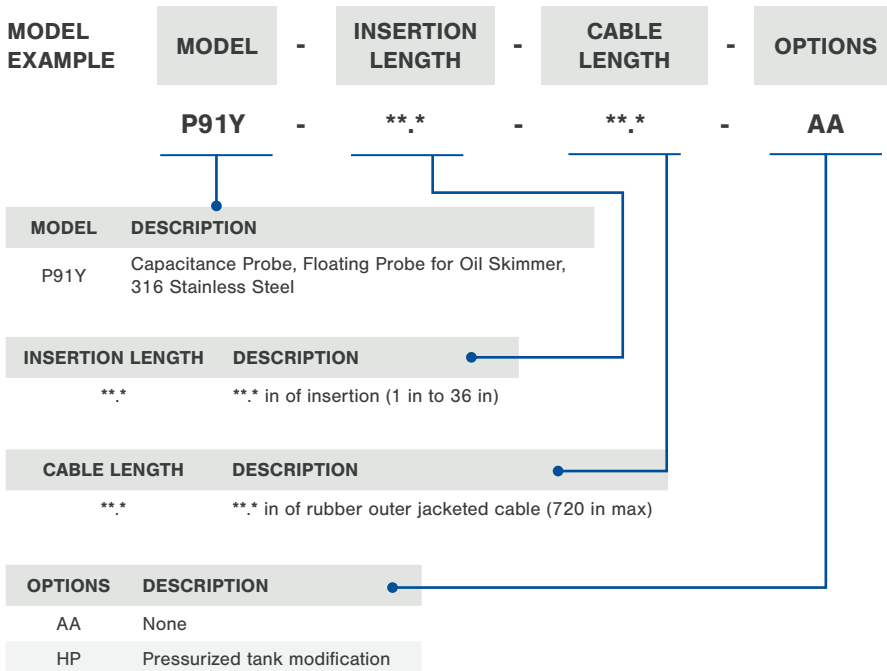 MODEL EXAMPLE
MODEL - INSERTION LENGTH - CABLE LENGTH - OPTIONS
P91Y - **.* - **.* - AA
MODEL DESCRIPTION
P91Y Capacitance Probe, Floating Probe for Oil Skimmer,
316 Stainless Steel
INSERTION LENGTH DESCRIPTION
**.* **.* in of insertion (1 in to 36 in)
CABLE LENGTH DESCRIPTION
**.* **.* in of rubber outer jacketed cable (720 in max)
OPTIONS DESCRIPTION
AA None
HP Pressurized tank modification